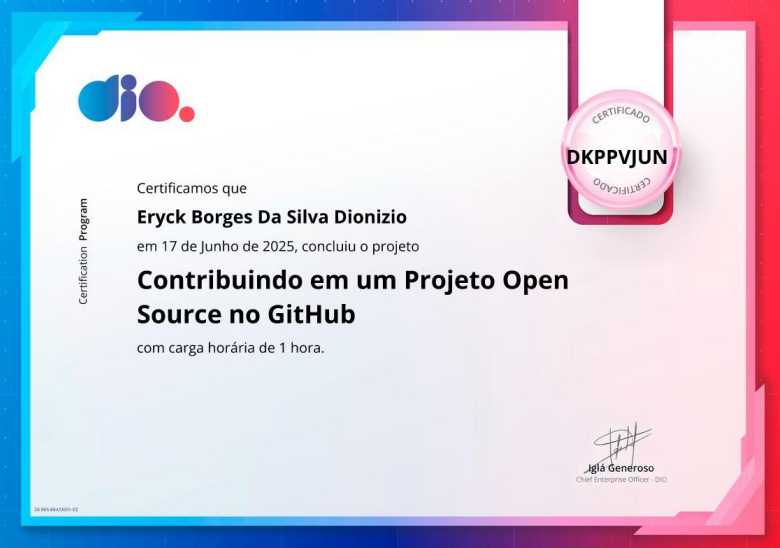 dio.
CERTIFICADO
DKPPVJUN
CERTIFICADO
Certification Program
Certificamos que
Eryck Borges Da Silva Dionizio
em 17 de Junho de 2025, concluiu o projeto
Contribuindo em um Projeto Open
Source no GitHub
com carga horária de 1 hora.
Iglá Generoso
Chief Enterprise Officer - DIO